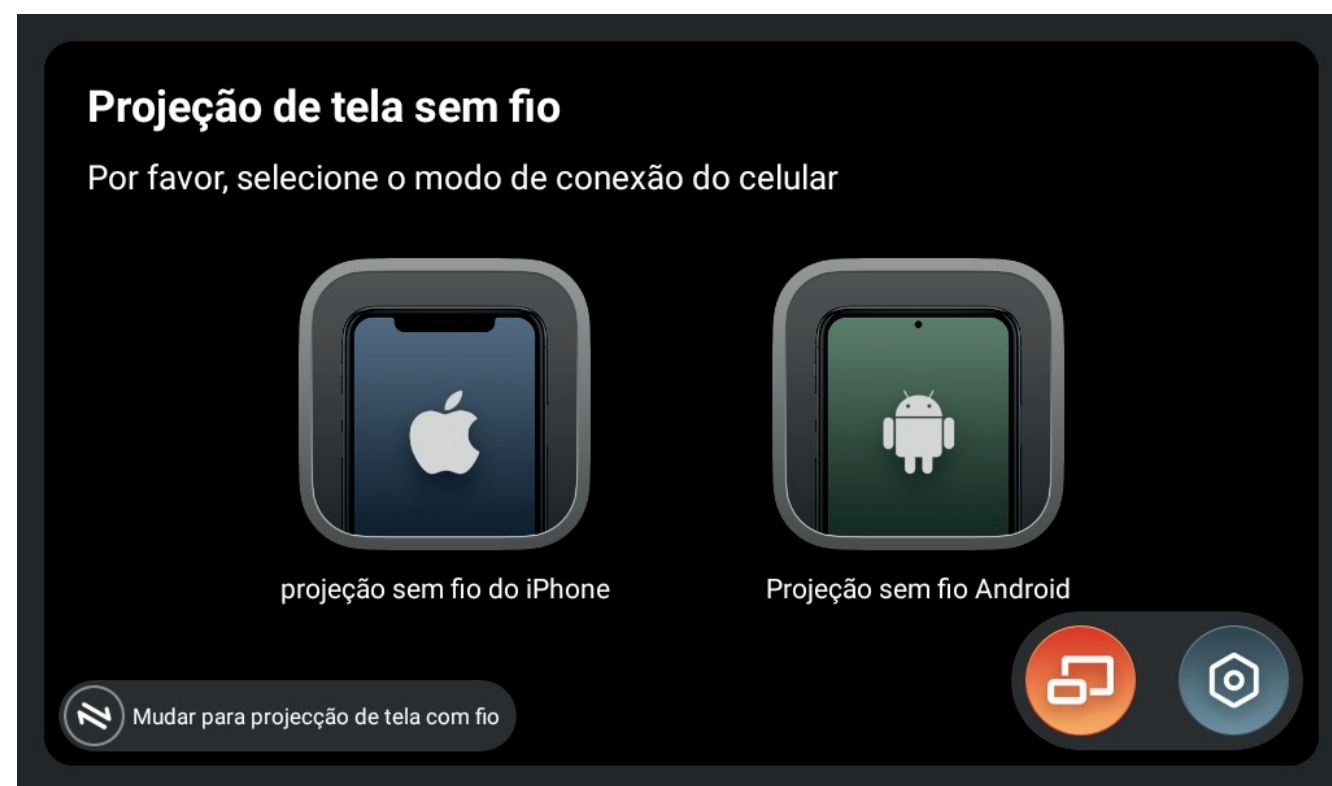 Projeção de tela sem fio
Por favor, selecione o modo de conexão do celular
projeção sem fio do iPhone
Projeção sem fio Android
Mudar para projecção de tela com fio